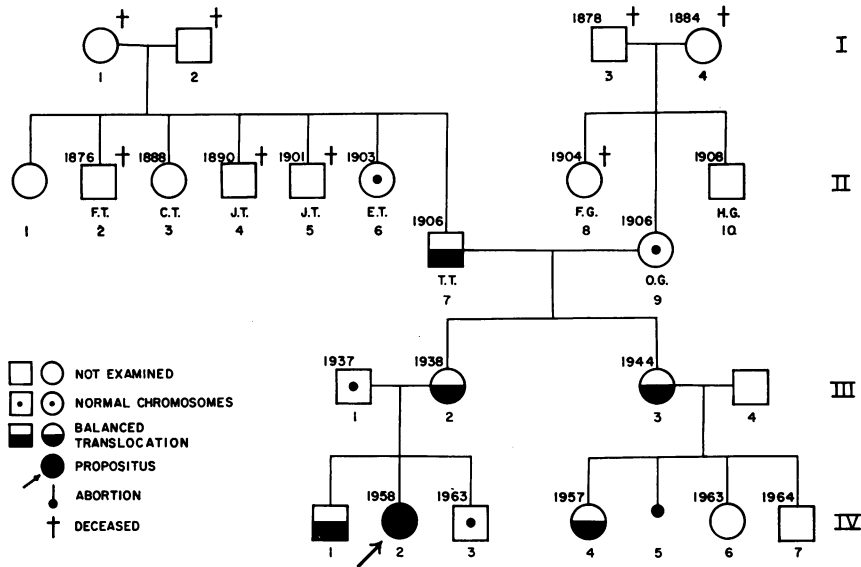 1878 1884 I
1 2 3 4
1876 1888 1890 1901 1903 1904 1908 II
F.T. C.T. J.T. J.T. E.T. F.G. H.G.
1 2 3 4 5 6 8 10
1906 1906
T.T. O.G.
7 9
1937 1938 1944 III
1 2 3 4
NOT EXAMINED
NORMAL CHROMOSOMES
BALANCED
TRANSLOCATION
PROPOSITUS
ABORTION
DECEASED
1958 1963 1957 1963 1964 IV
1 2 3 4 5 6 7